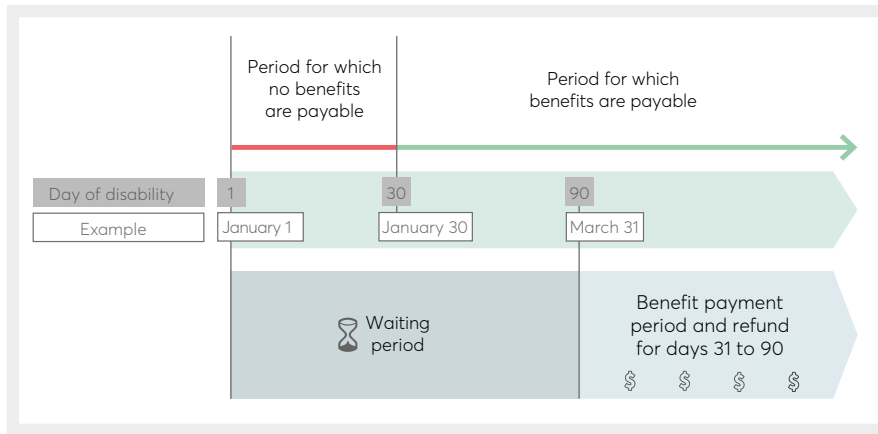 Period for which
no benefits
are payable
Period for which
benefits are payable
Day of disability
1
30
90
Example
January 1
January 30
March 31
Waiting
period
Benefit payment
period and refund
for days 31 to 90
$ $ $ $